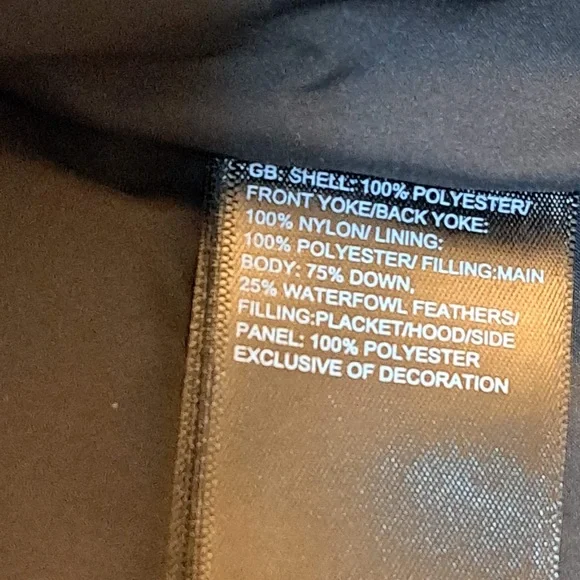 GB: SHELL: 100% POLYESTER/
FRONT YOKE/BACK YOKE:
100% NYLON/ LINING:
100% POLYESTER/ FILLING:MAIN
BODY: 75% DOWN,
25% WATERFOWL FEATHERS/
FILLING:PLACKET/HOOD/SIDE
PANEL: 100% POLYESTER
EXCLUSIVE OF DECORATION